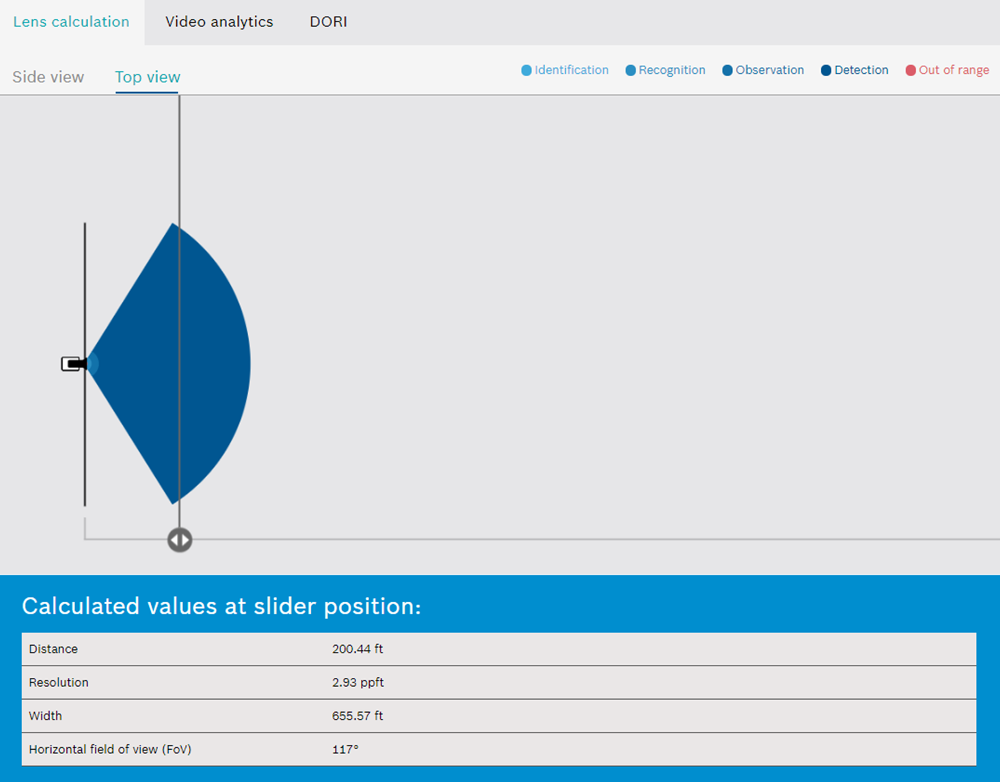 Lens calculation Video analytics DORI
Side view Top view Identification Recognition Observation Detection Out of range
Calculated values at slider position:
Distance 200.44 ft
Resolution 2.93 ppft
Width 655.57 ft
Horizontal field of view (FoV) 117°